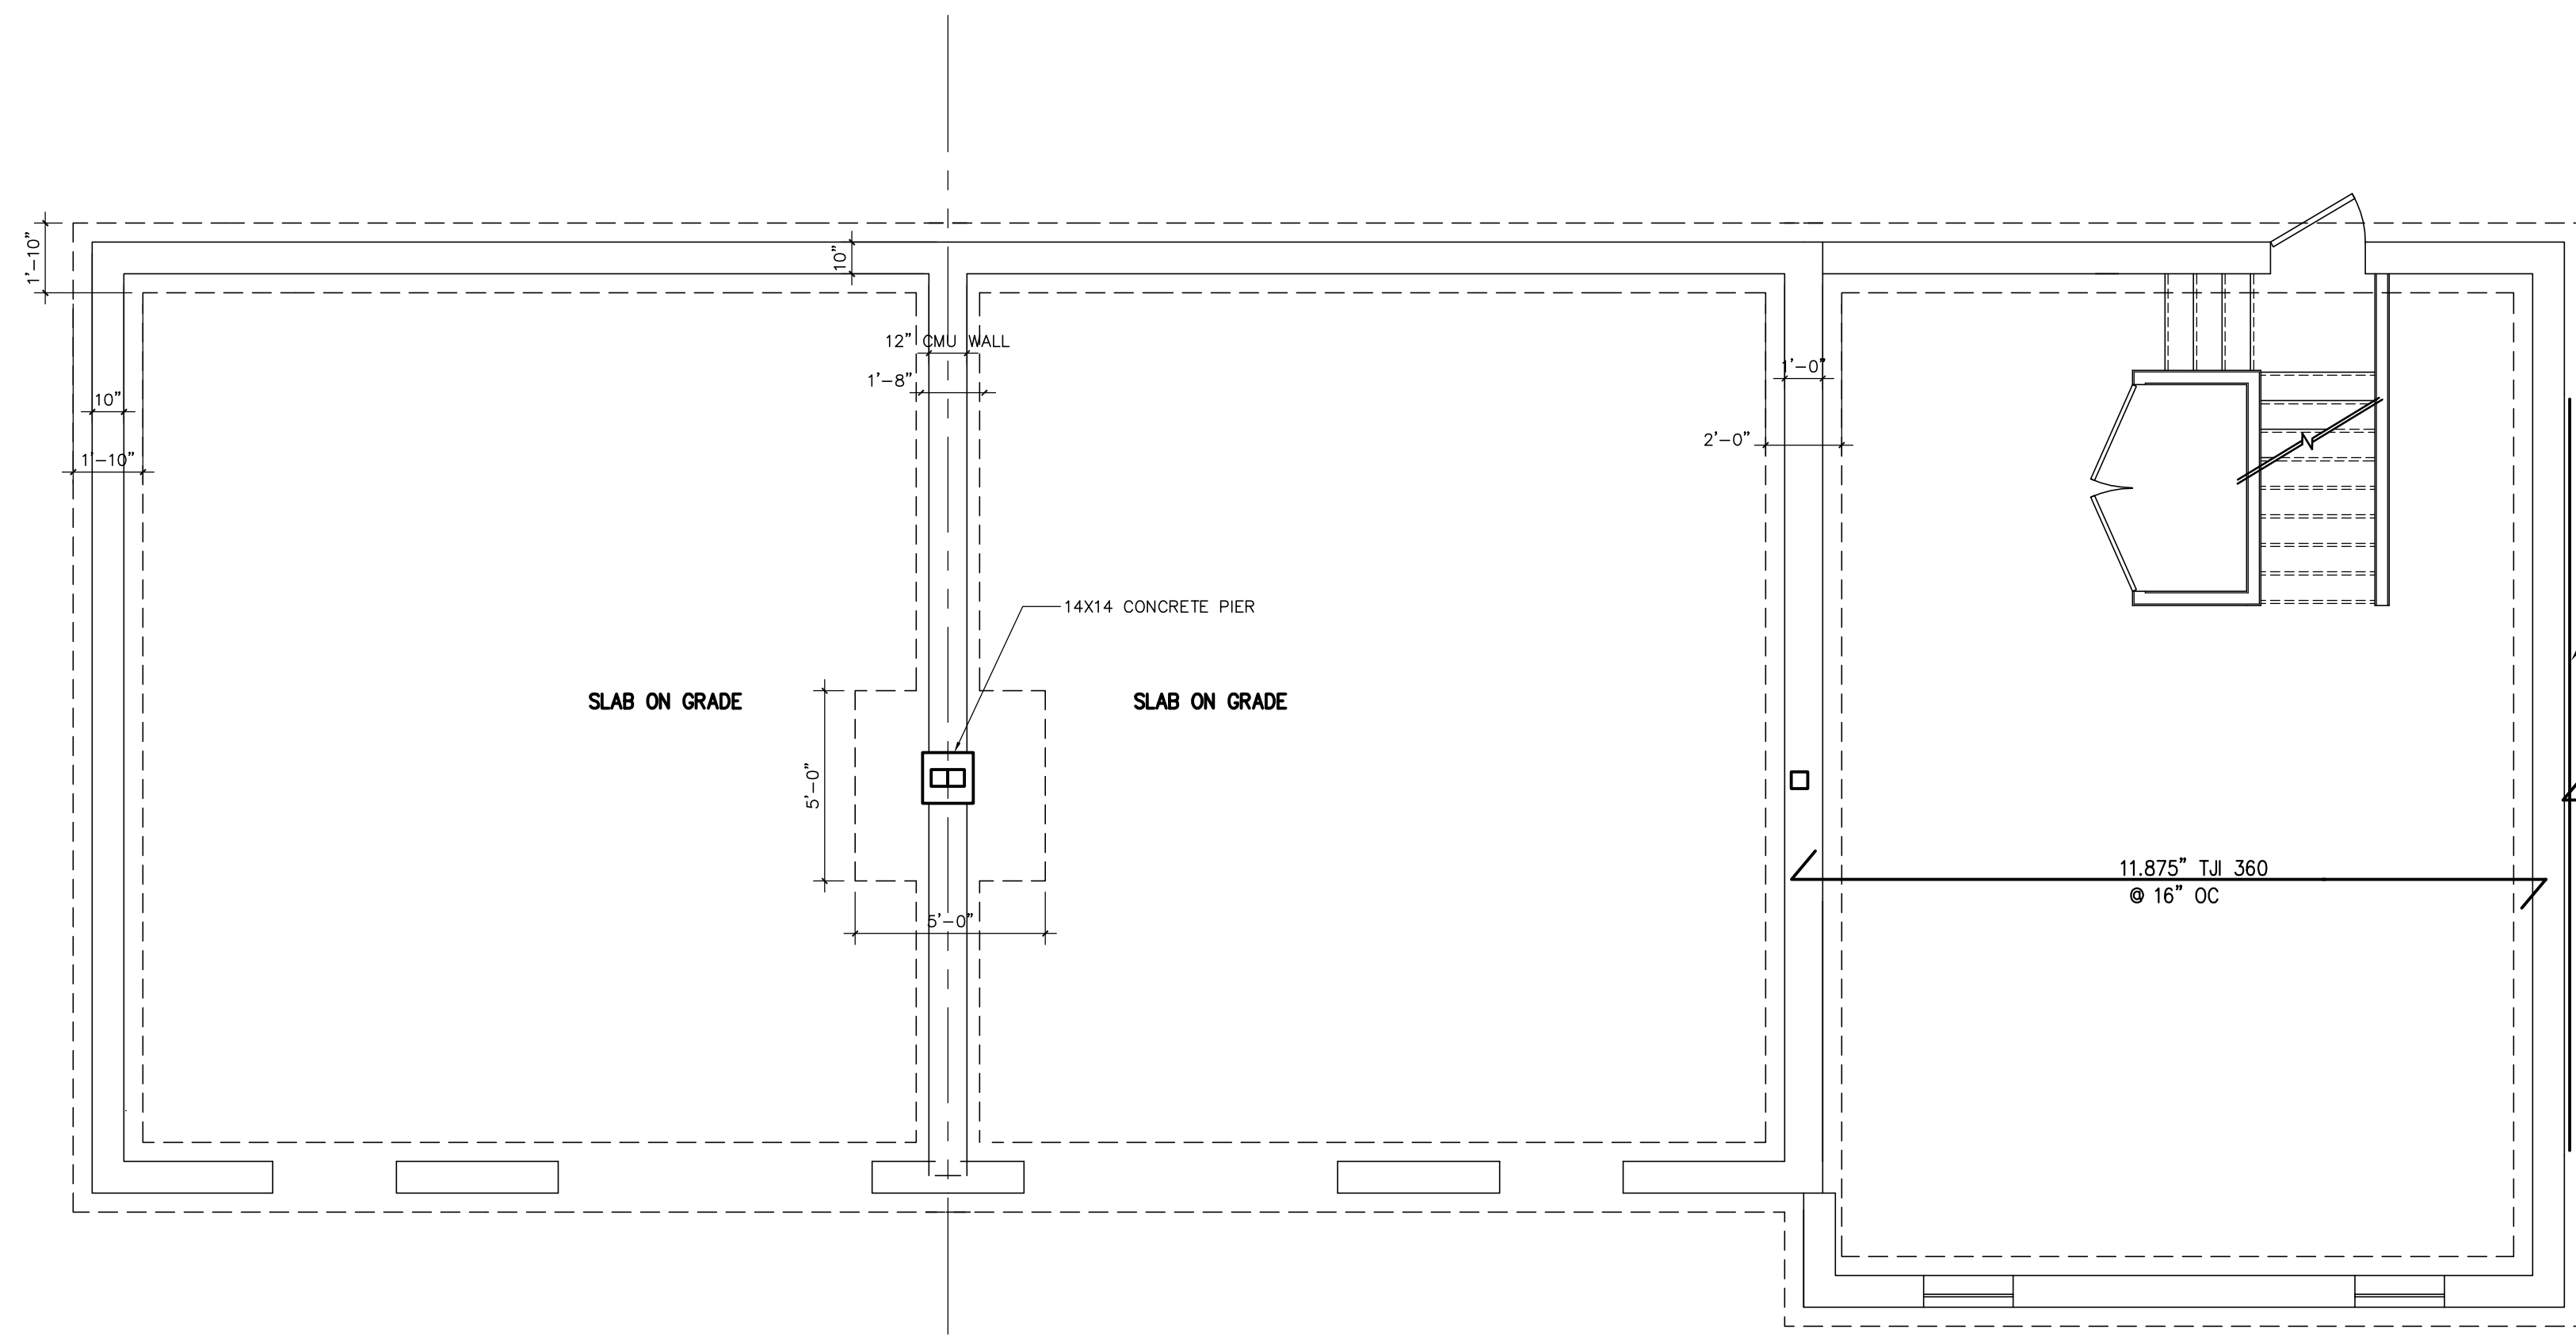 1'-10"
10"
12" CMU WALL
1'-8"
1'-0"
10"
2'-0"
1'-10"
14X14 CONCRETE PIER
SLAB ON GRADE
SLAB ON GRADE
5'-0"
11.875" TJI 360
@ 16" OC
5'-0"